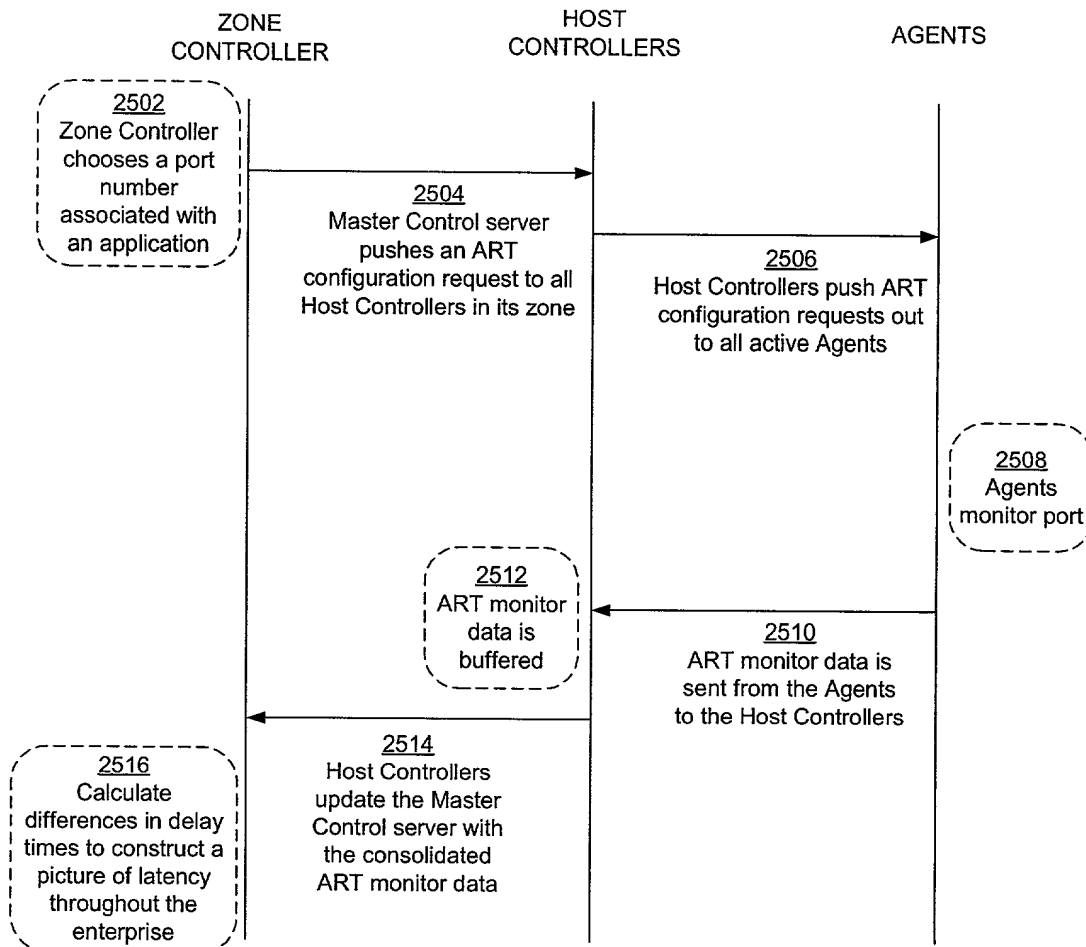 ZONE
CONTROLLER
HOST
CONTROLLERS
AGENTS
2502
Zone Controller
chooses a port
number
associated with
an application
2504
Master Control server
pushes an ART
configuration request to all
Host Controllers in its zone
2506
Host Controllers push ART
configuration requests out
to all active Agents
2508
Agents
monitor port
2510
ART monitor data is
sent from the Agents
to the Host Controllers
2512
ART monitor
data is
buffered
2514
Host Controllers
update the Master
Control server with
the consolidated
ART monitor data
2516
Calculate
differences in delay
times to construct a
picture of latency
throughout the
enterprise